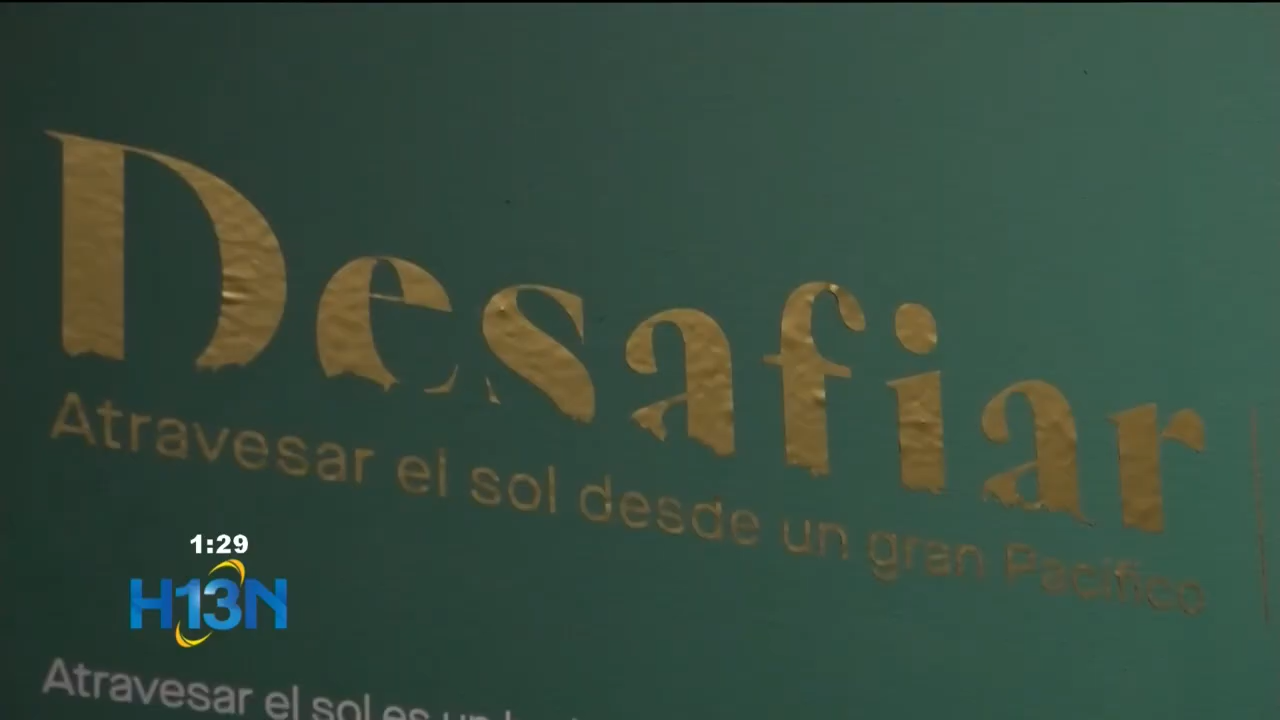 Desafiar
Atravesar el sol desde un gran Pacífico
1:29
H13N
Atravesar el sol es un